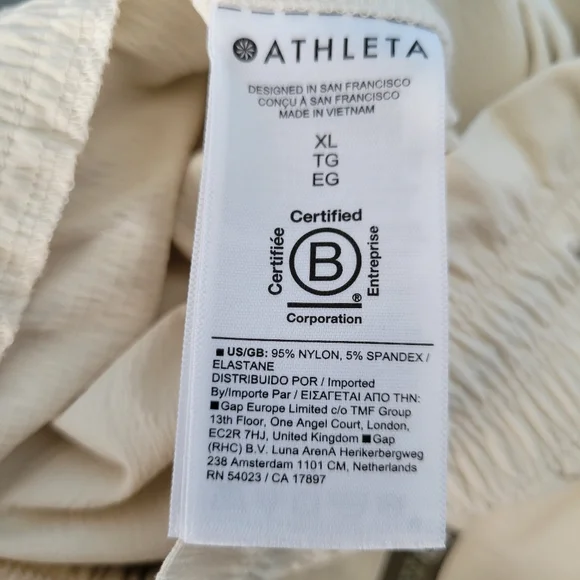 ATHLETA
DESIGNED IN SAN FRANCISCO
CONÇU À SAN FRANCISCO
MADE IN VIETNAM
XL
TG
EG
Certified
Certifiée
B
Entreprise
®
Corporation
■ US/GB: 95% NYLON, 5% SPANDEX /
ELASTANE
DISTRIBUIDO POR / Imported
By/Importe Par / ΕΙΣΑΓΕΤΑΙ ΑΠΟ ΤΗΝ:
■ Gap Europe Limited c/o TMF Group
13th Floor, One Angel Court, London,
EC2R 7HJ, United Kingdom ■ Gap
(RHC) B.V. Luna ArenA Herikerbergweg
238 Amsterdam 1101 CM, Netherlands
RN 54023 / CA 17897